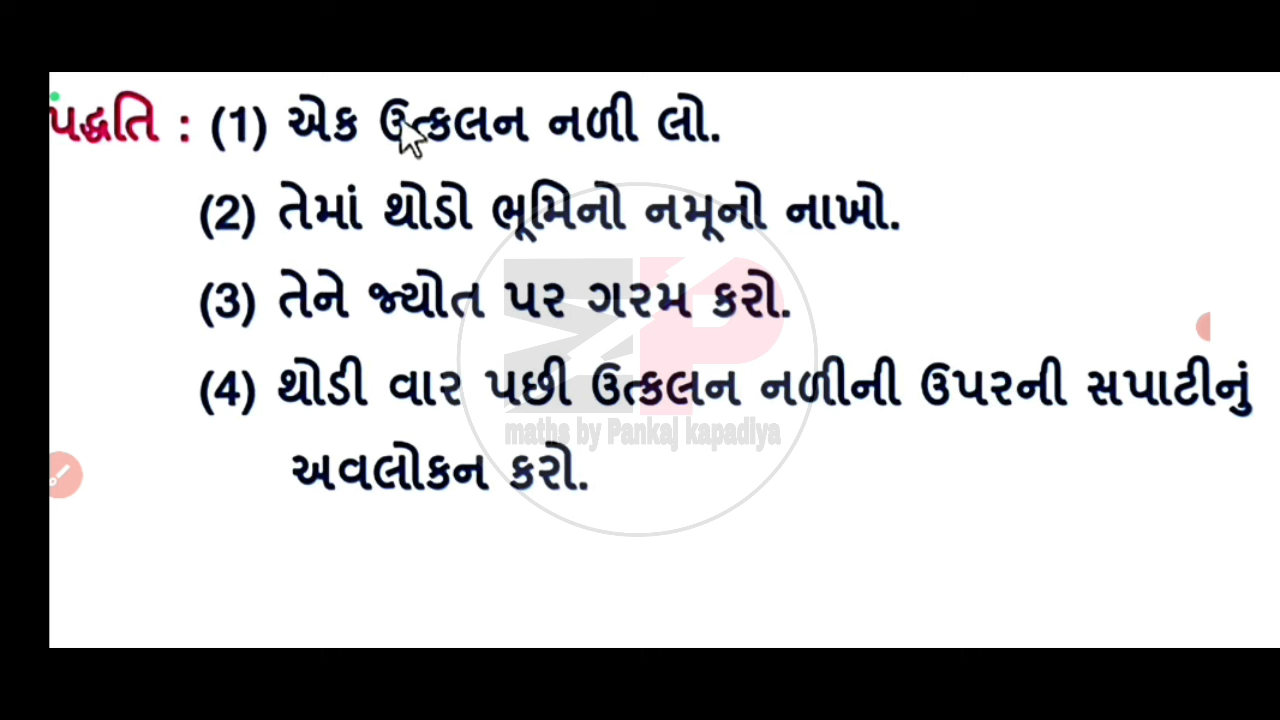 પદ્ધતિ : (1) એક ઉત્કલન નળી લો.
(2) તેમાં થોડો ભૂમિનો નમૂનો નાખો.
(3) તેને જ્યોત પર ગરમ કરો.
(4) થોડી વાર પછી ઉત્કલન નળીની ઉપરની સપાટીનું
અવલોકન કરો.
MP
maths by Pankaj kapadiya